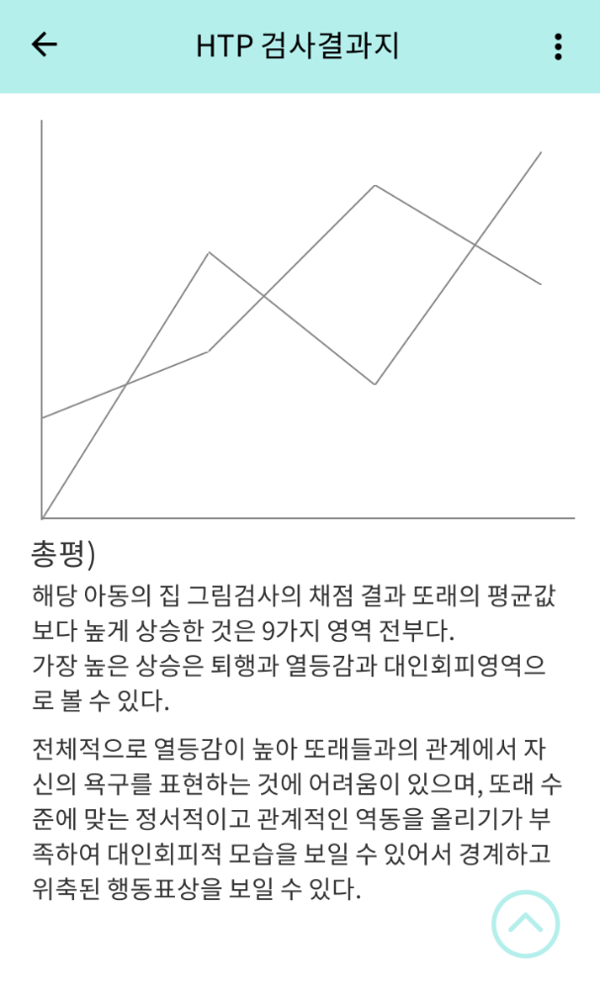 HTP 검사결과지
총평)
해당 아동의 집 그림검사의 채점 결과 또래의 평균값
보다 높게 상승한 것은 9가지 영역 전부다.
가장 높은 상승은 퇴행과 열등감과 대인회피영역으
로 볼 수 있다.
전체적으로 열등감이 높아 또래들과의 관계에서 자
신의 욕구를 표현하는 것에 어려움이 있으며, 또래 수
준에 맞는 정서적이고 관계적인 역동을 올리기가 부
족하여 대인회피적 모습을 보일 수 있어서 경계하고
위축된 행동표상을 보일 수 있다.